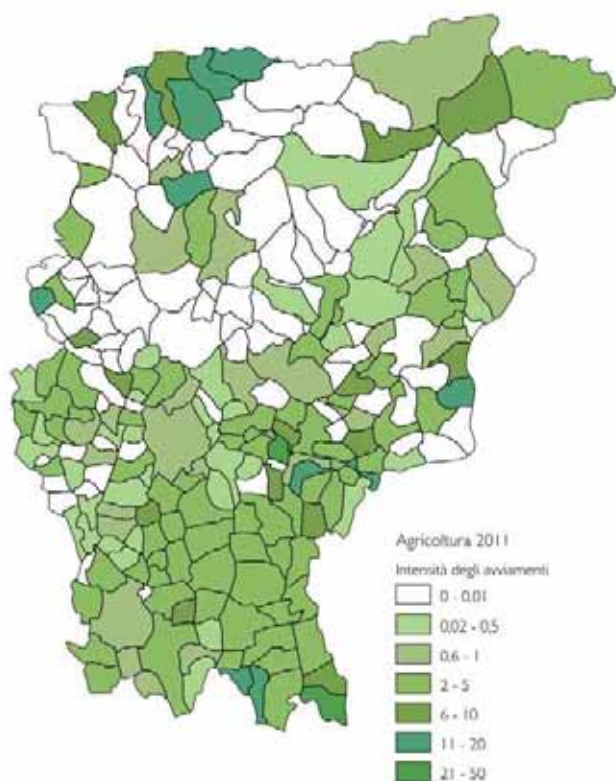 Agricoltura 2011
Intensità degli avviamenti
0 - 0,01
0,02 - 0,5
0,6 - 1
2 - 5
6 - 10
11 - 20
21 - 50